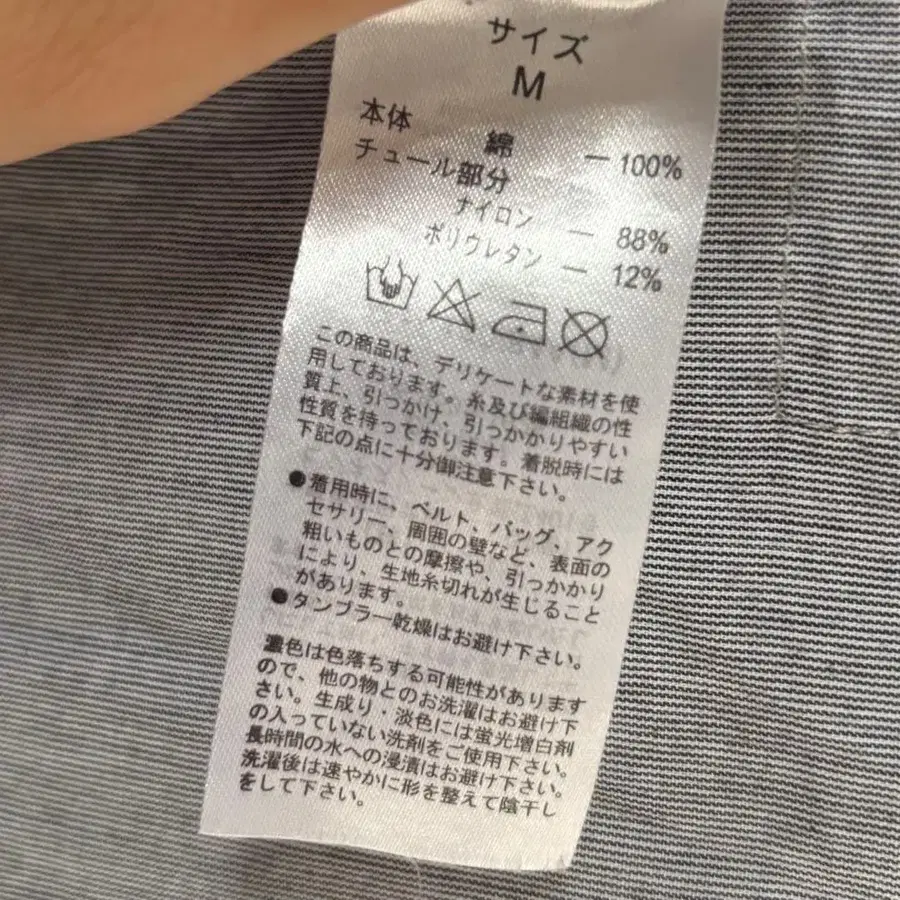 サイズ
M
本体
綿 ー 100%
チュール部分
ナイロン ー 88%
ポリウレタン ー 12%
この商品は、デリケートな素材を使
用しております。糸及び編組織の性
質上、引っかけ、引っかかりやすい
性質を持っております。着脱時には
下記の点に十分御注意下さい。
●着用時に、ベルト、バッグ、アク
セサリー、周囲の壁など、表面の
粗いものとの摩擦や、引っかかり
により、生地糸切れが生じること
があります。
●タンブラー乾燥はお避け下さい。
濃色は色落ちする可能性があります
ので、他の物とのお洗濯はお避け下
さい。生成り・淡色には蛍光増白剤
の入っていない洗剤をご使用下さい。
長時間の水への浸漬はお避け下さい。
洗濯後は速やかに形を整えて陰干し
をして下さい。